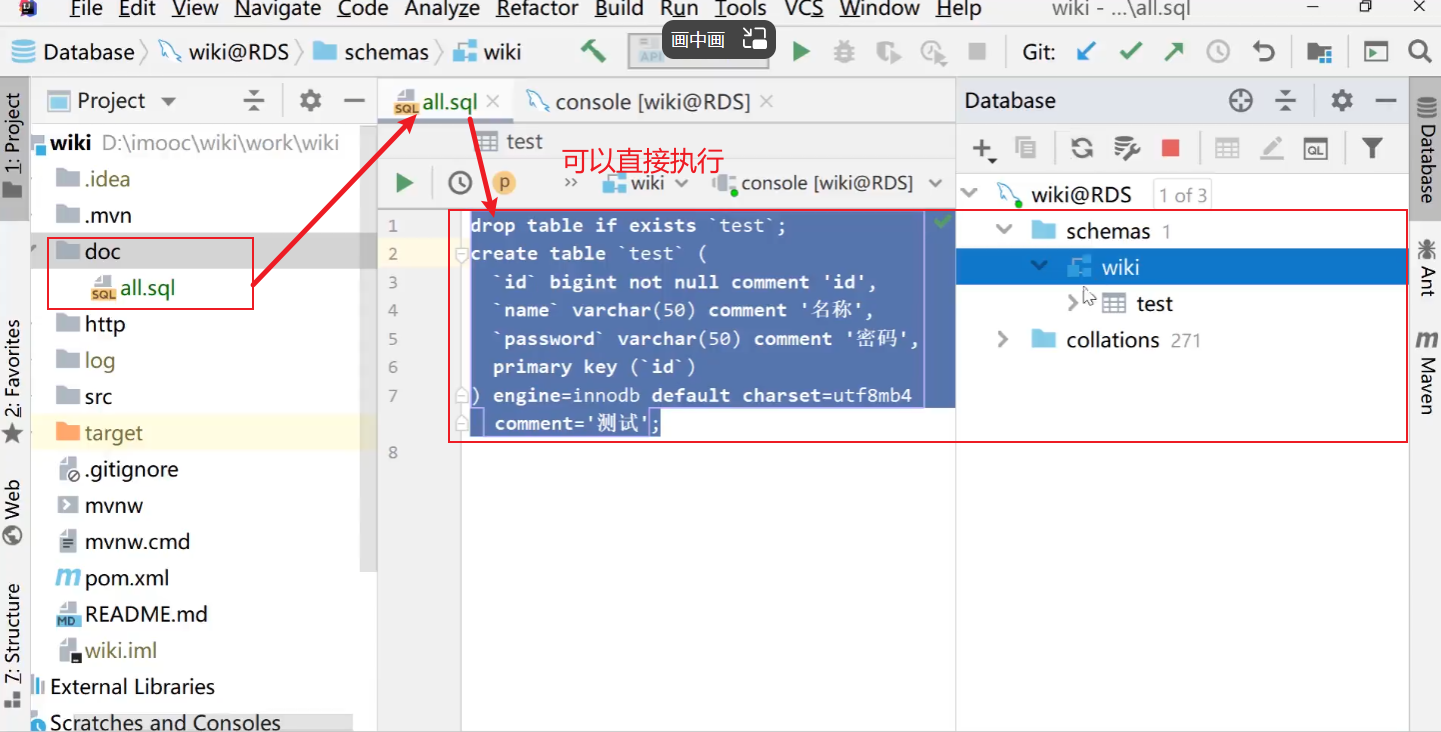 File Edit View Navigate Code Analyze Refactor Build Run Tools VCS Window Help wiki - ...\all.sql
画中画
Database wiki@RDS schemas wiki Git:
Project
all.sql
console [wiki@RDS]
Database
1: Project
2: Favorites
Web
7: Structure
wiki D:\imooc\wiki\work\wiki
.idea
.mvn
doc
SQL all.sql
http
log
src
target
.gitignore
mvnw
mvnw.cmd
pom.xml
MD README.md
wiki.iml
External Libraries
Scratches and Consoles
test
可以直接执行
p wiki console [wiki@RDS]
1 drop table if exists `test`;
2 create table `test` (
3 `id` bigint not null comment 'id',
4 `name` varchar(50) comment '名称',
5 `password` varchar(50) comment '密码',
6 primary key (`id`)
7 ) engine=innodb default charset=utf8mb4
comment='测试';
8
QL
wiki@RDS 1 of 3
schemas 1
wiki
test
collations 271
Database
Ant
m Maven